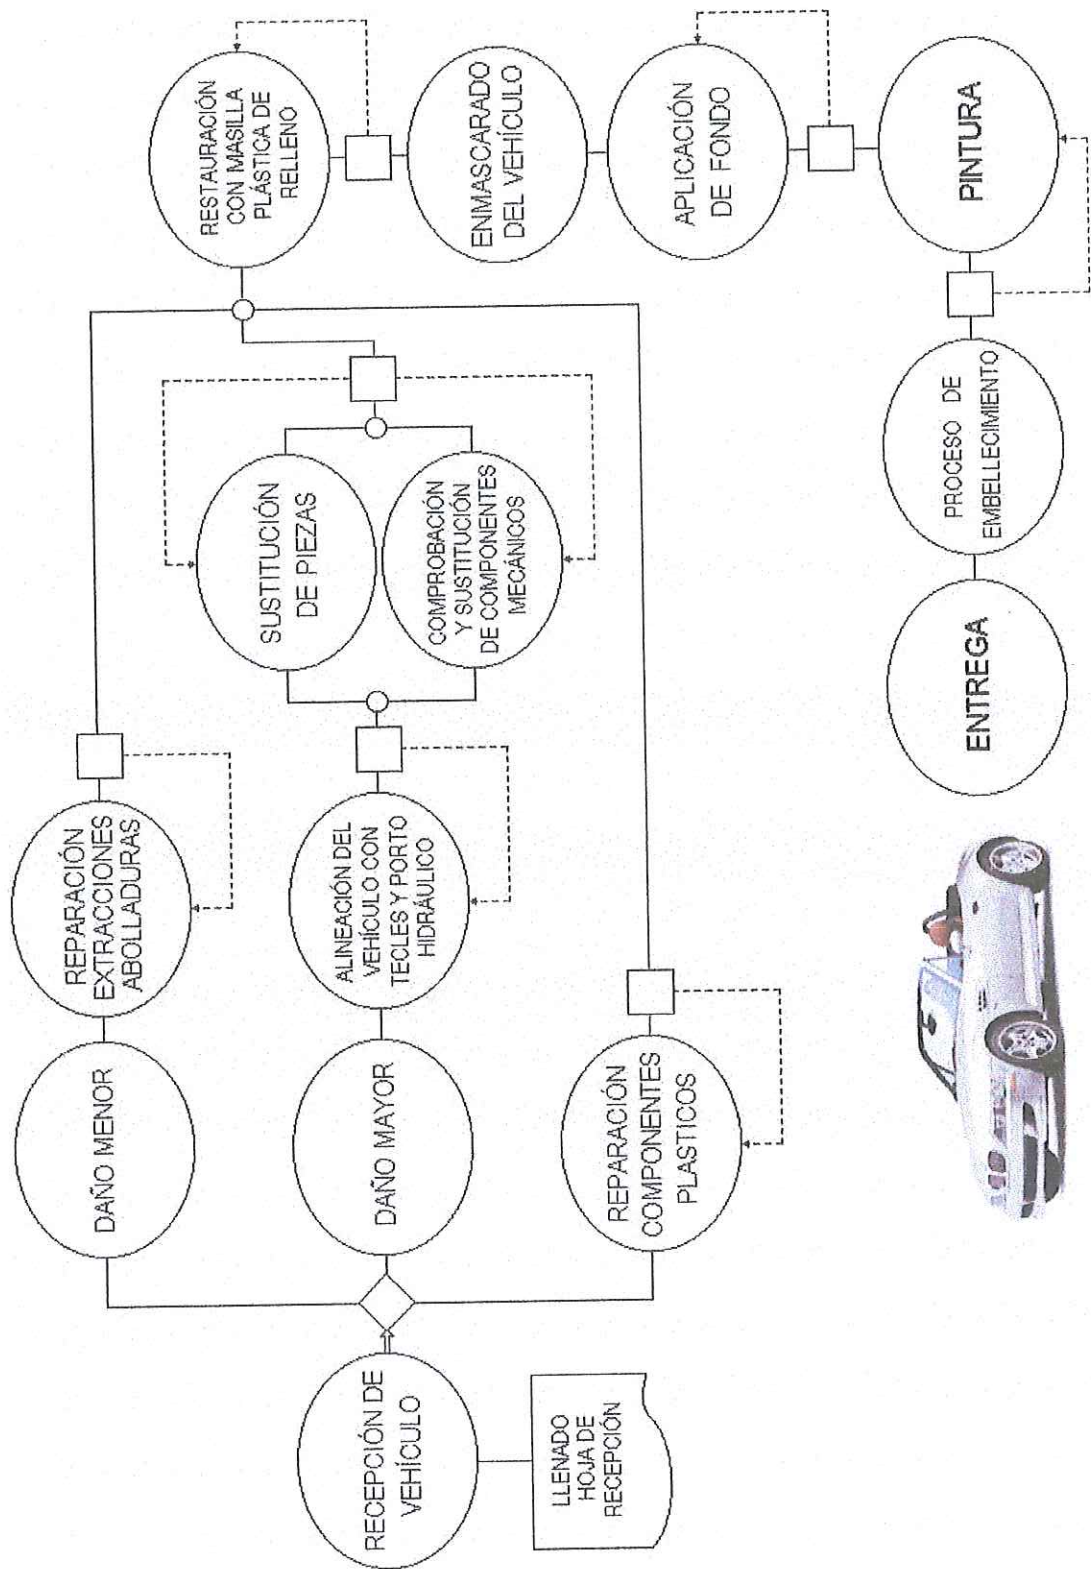 RECEPCIÓN DE
VEHÍCULO
LLENADO
HOJA DE
RECEPCIÓN
DAÑO MENOR
REPARACIÓN
EXTRACCIONES
ABOLLADURAS
DAÑO MAYOR
ALINEACIÓN DEL
VEHÍCULO CON
TECLES Y PORTO
HIDRÁULICO
SUSTITUCIÓN
DE PIEZAS
COMPROBACIÓN
Y SUSTITUCIÓN
DE COMPONENTES
MECÁNICOS
REPARACIÓN
COMPONENTES
PLASTICOS
RESTAURACIÓN
CON MASILLA
PLÁSTICA DE
RELLENO
ENMASCARADO
DEL VEHÍCULO
APLICACIÓN
DE FONDO
PINTURA
PROCESO DE
EMBELLECIMIENTO
ENTREGA